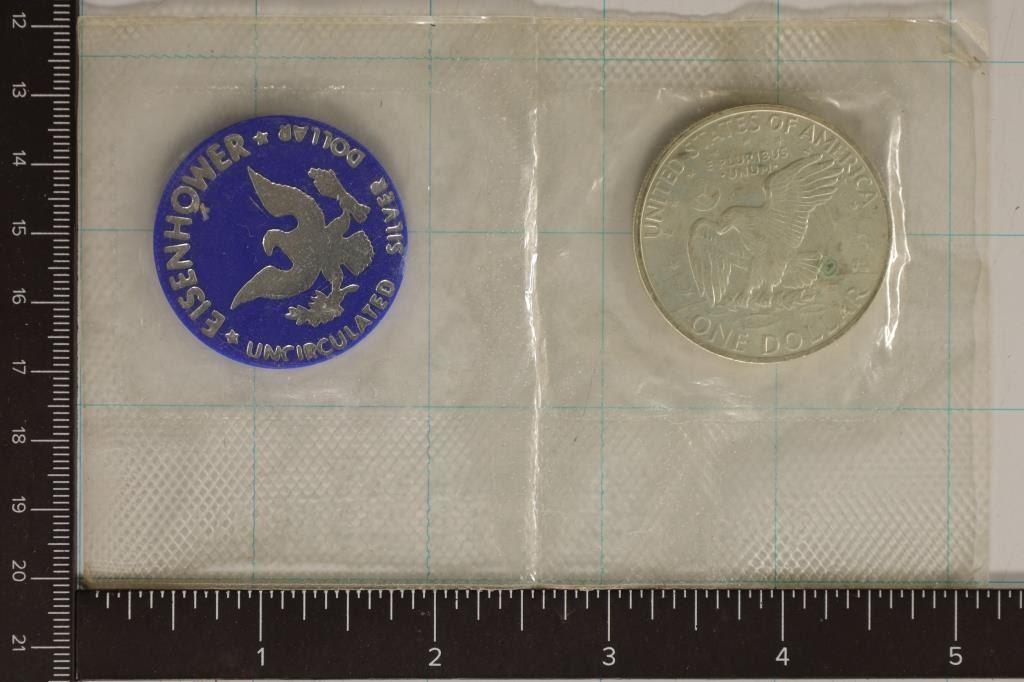 12
13
14
15
16
17
18
19
20
21
EISENHOWER ★ UNCIRCULATED SILVER DOLLAR ★
UNITED STATES OF AMERICA
E PLURIBUS
UNUM
ONE DOLLAR
1 2 3 4 5